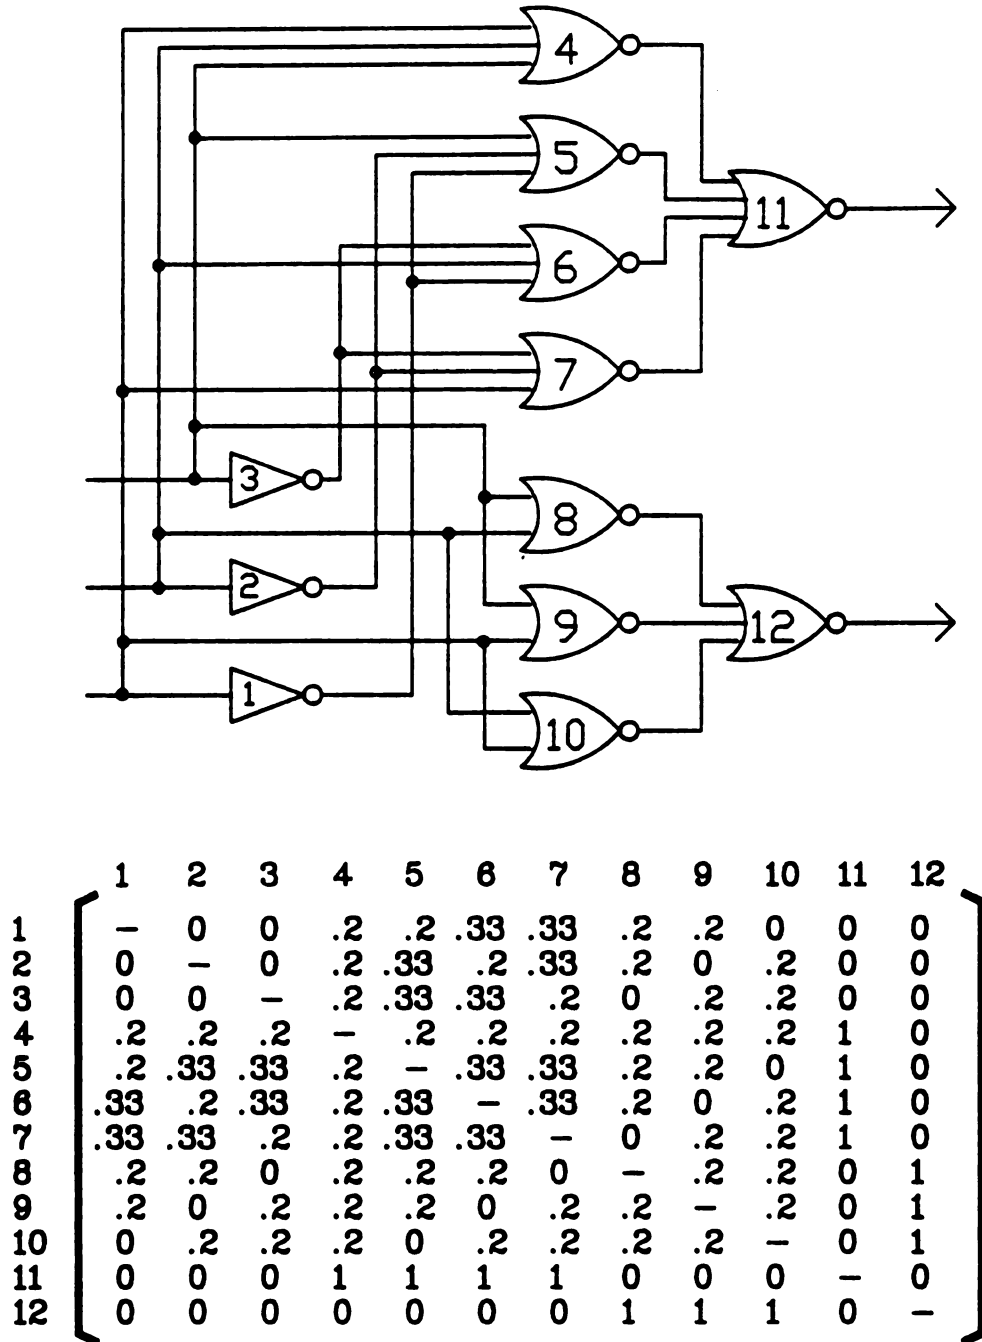 4
5
11
6
7
3
8
2
9
12
1
10
1 2 3 4 5 6 7 8 9 10 11 12
1 – 0 0 .2 .2 .33 .33 .2 .2 0 0 0
2 0 – 0 .2 .33 .2 .33 .2 0 .2 0 0
3 0 0 – .2 .33 .33 .2 0 .2 .2 0 0
4 .2 .2 .2 – .2 .2 .2 .2 .2 .2 1 0
5 .2 .33 .33 .2 – .33 .33 .2 .2 0 1 0
6 .33 .2 .33 .2 .33 – .33 .2 0 .2 1 0
7 .33 .33 .2 .2 .33 .33 – 0 .2 .2 1 0
8 .2 .2 0 .2 .2 .2 0 – .2 .2 0 1
9 .2 0 .2 .2 .2 0 .2 .2 – .2 0 1
10 0 .2 .2 .2 0 .2 .2 .2 .2 – 0 1
11 0 0 0 1 1 1 1 0 0 0 – 0
12 0 0 0 0 0 0 0 1 1 1 0 –